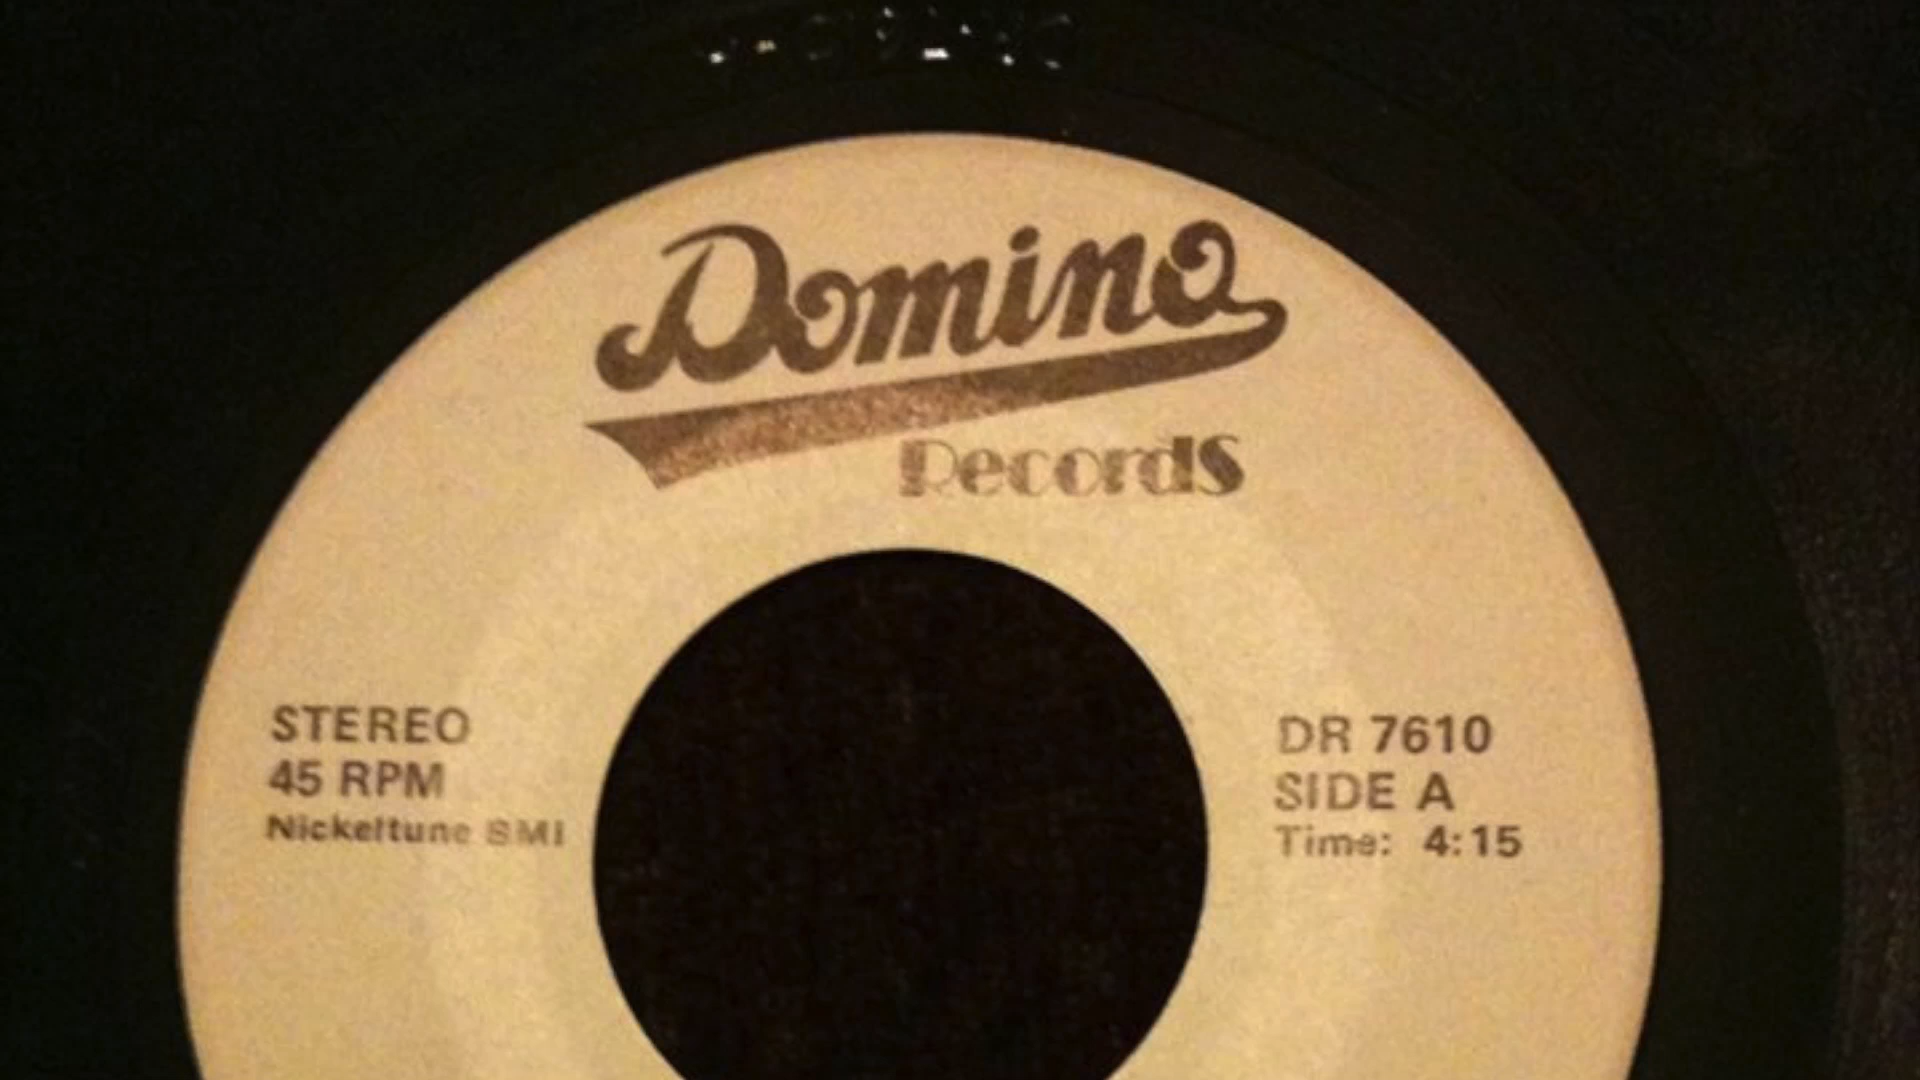 Domino
Records
STEREO
45 RPM
Nickeltune BMI
DR 7610
SIDE A
Time: 4:15